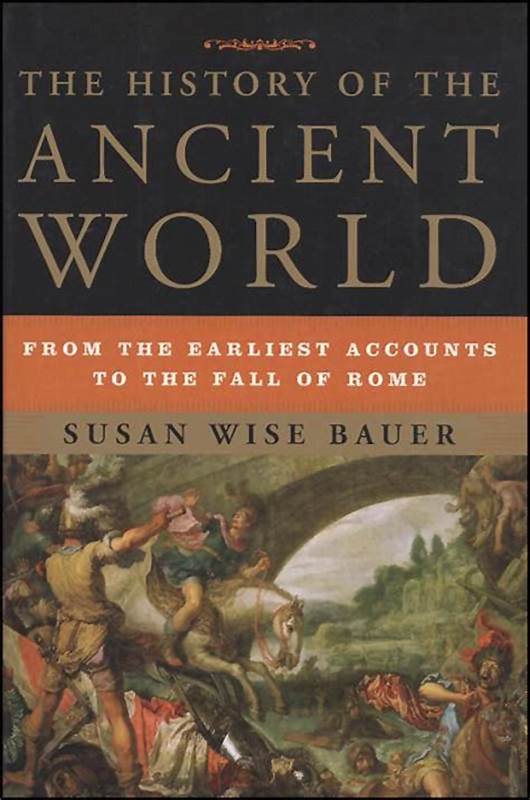 THE HISTORY OF THE
ANCIENT
WORLD
FROM THE EARLIEST ACCOUNTS
TO THE FALL OF ROME
SUSAN WISE BAUER